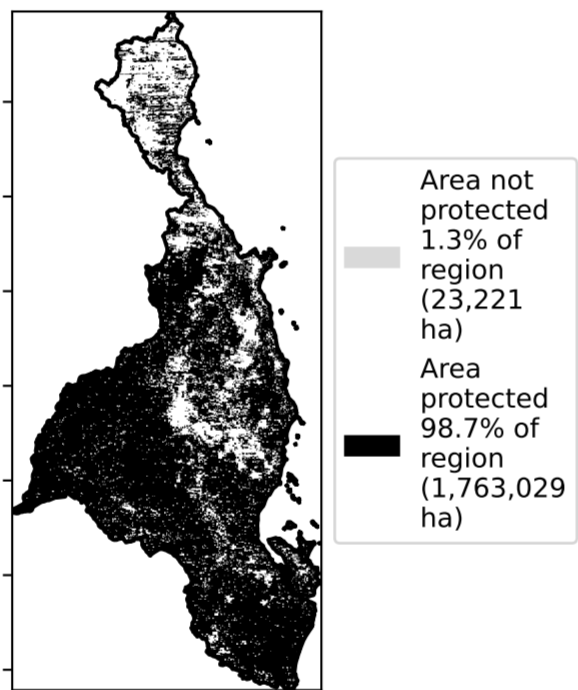 Area not
protected
1.3% of
region
(23,221
ha)
Area
protected
98.7% of
region
(1,763,029
ha)